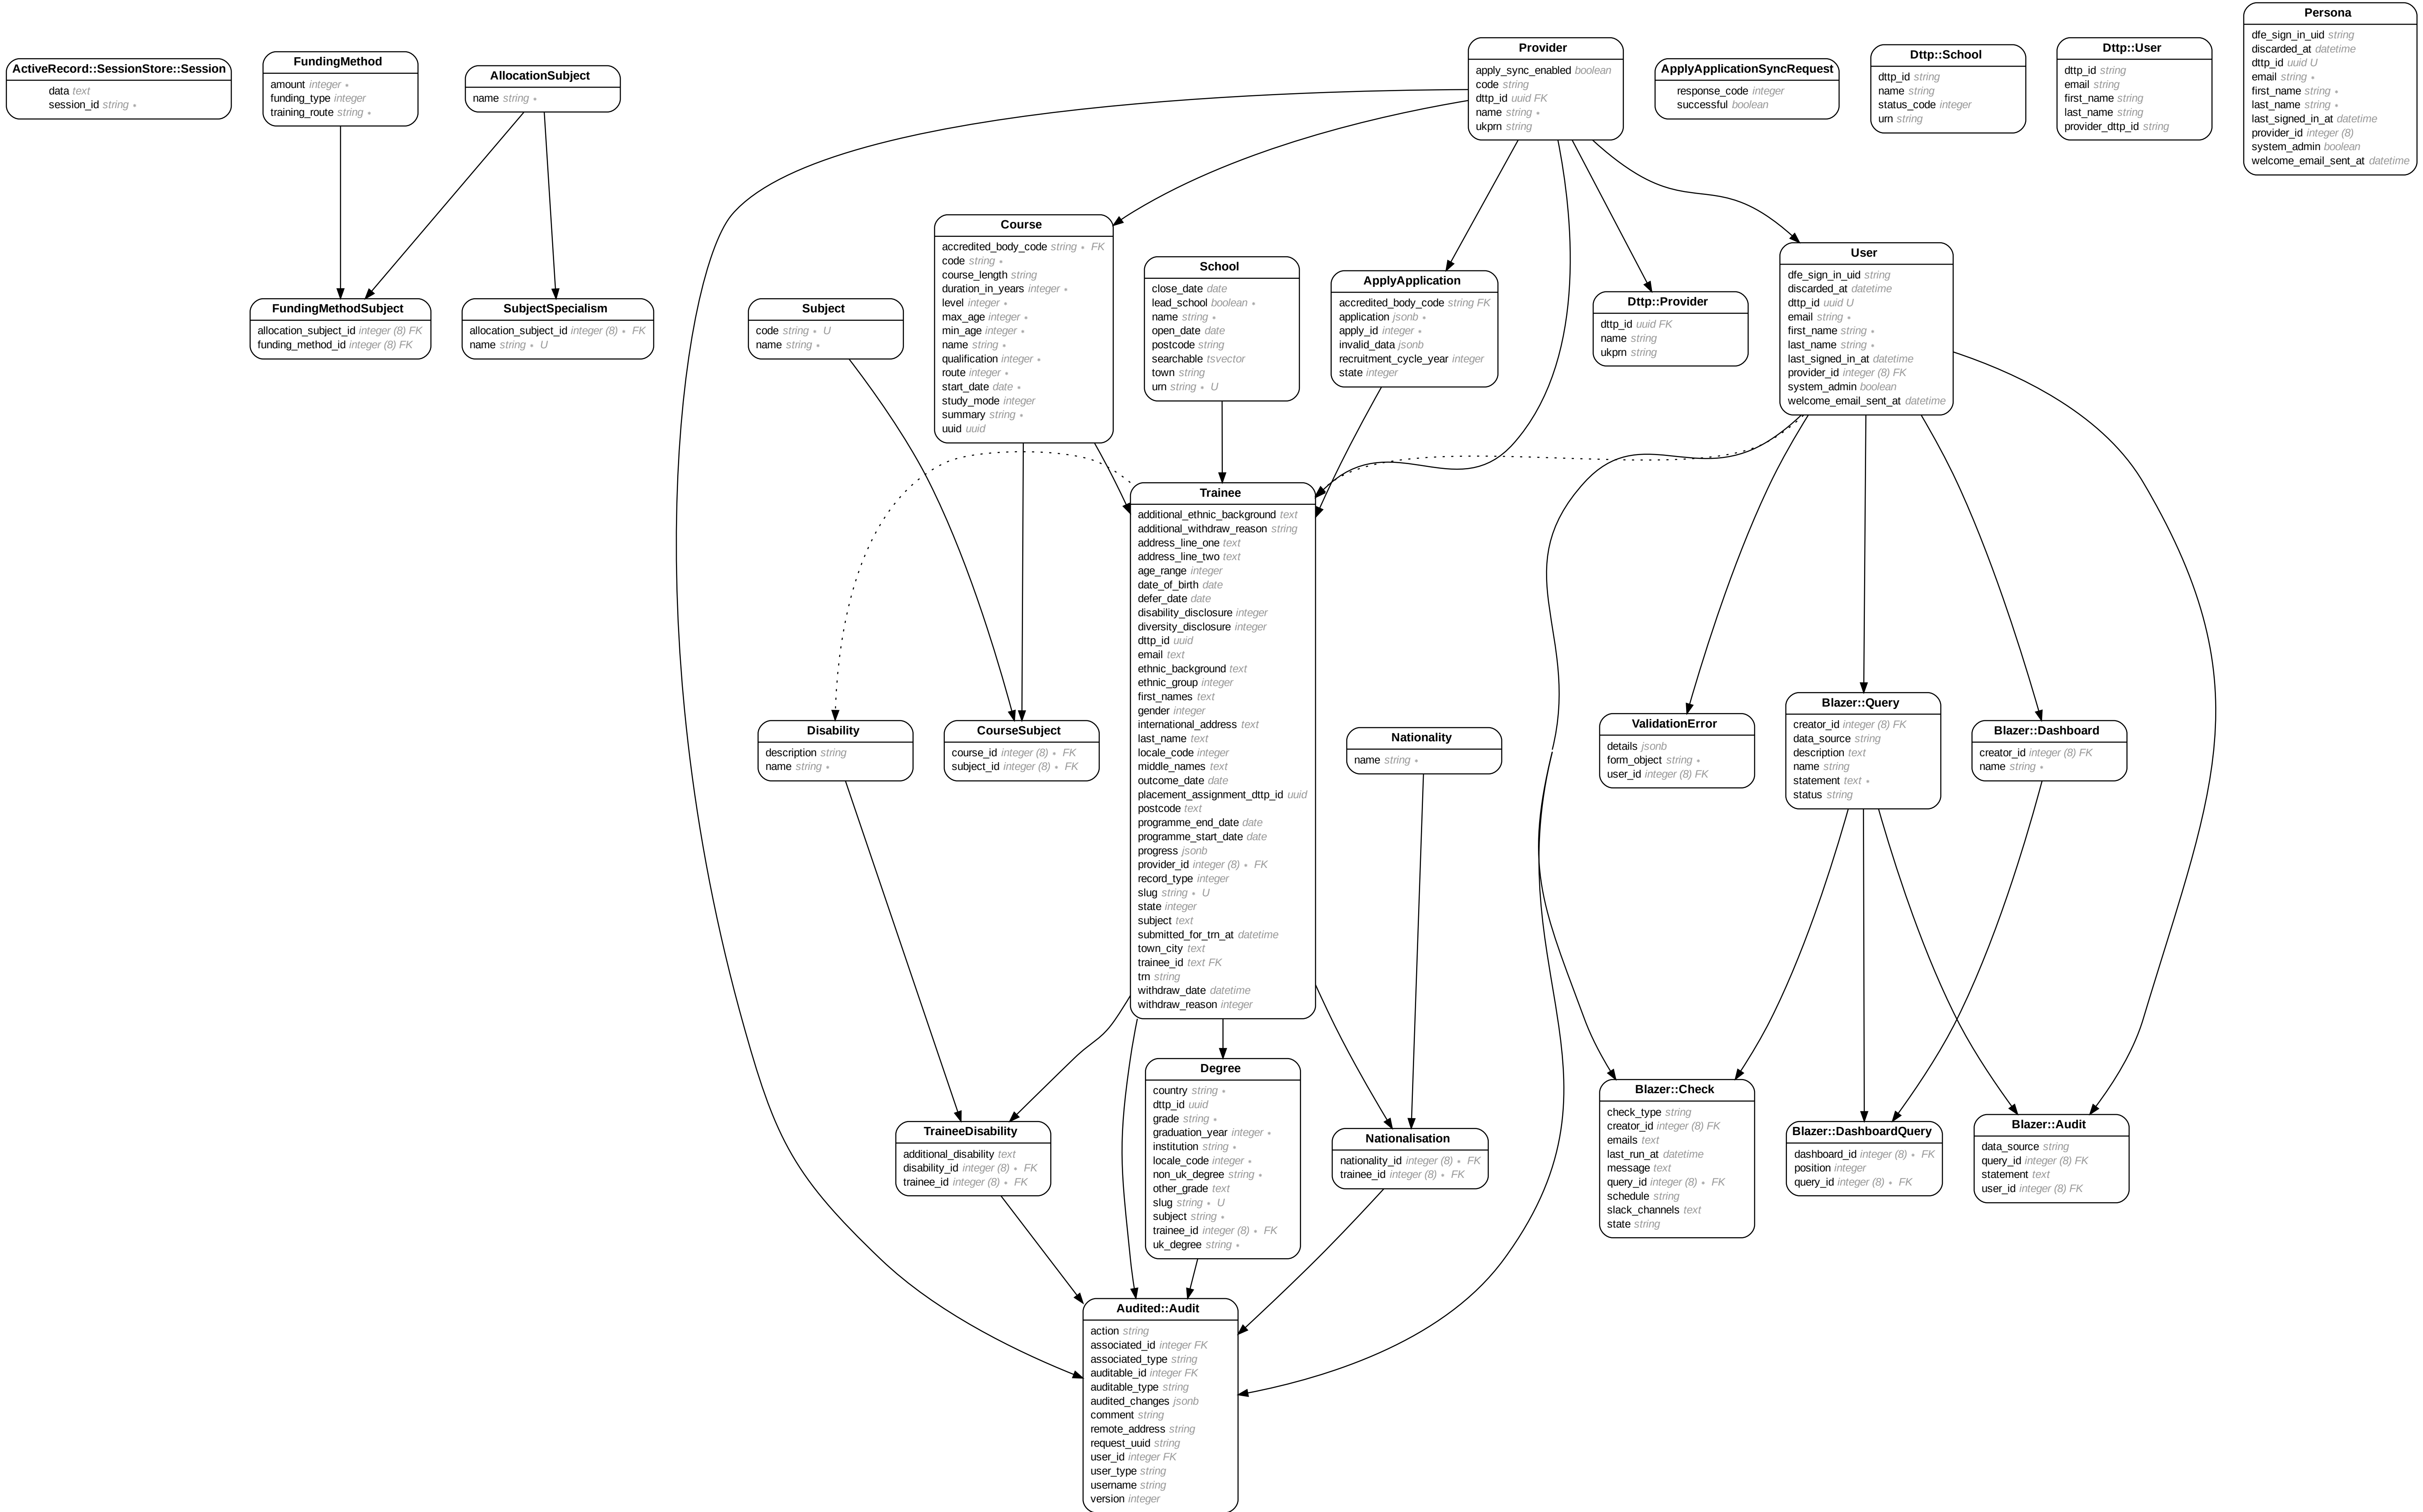 ActiveRecord::SessionStore::Session
data text
session_id string *
FundingMethod
amount integer *
funding_type integer
training_route string *
AllocationSubject
name string *
Provider
apply_sync_enabled boolean
code string
dttp_id uuid FK
name string *
ukprn string
ApplyApplicationSyncRequest
response_code integer
successful boolean
Dttp::School
dttp_id string
name string
status_code integer
urn string
Dttp::User
dttp_id string
email string
first_name string
last_name string
provider_dttp_id string
Persona
dfe_sign_in_uid string
discarded_at datetime
dttp_id uuid U
email string *
first_name string *
last_name string *
last_signed_in_at datetime
provider_id integer (8)
system_admin boolean
welcome_email_sent_at datetime
FundingMethodSubject
allocation_subject_id integer (8) FK
funding_method_id integer (8) FK
SubjectSpecialism
allocation_subject_id integer (8) * FK
name string * U
Subject
code string * U
name string *
Course
accredited_body_code string * FK
code string *
course_length string
duration_in_years integer *
level integer *
max_age integer *
min_age integer *
name string *
qualification integer *
route integer *
start_date date *
study_mode integer
summary string *
uuid uuid
School
close_date date
lead_school boolean *
name string *
open_date date
postcode string
searchable tsvector
town string
urn string * U
ApplyApplication
accredited_body_code string FK
application jsonb *
apply_id integer *
invalid_data jsonb
recruitment_cycle_year integer
state integer
Dttp::Provider
dttp_id uuid FK
name string
ukprn string
User
dfe_sign_in_uid string
discarded_at datetime
dttp_id uuid U
email string *
first_name string *
last_name string *
last_signed_in_at datetime
provider_id integer (8) FK
system_admin boolean
welcome_email_sent_at datetime
Trainee
additional_ethnic_background text
additional_withdraw_reason string
address_line_one text
address_line_two text
age_range integer
date_of_birth date
defer_date date
disability_disclosure integer
diversity_disclosure integer
dttp_id uuid
email text
ethnic_background text
ethnic_group integer
first_names text
gender integer
international_address text
last_name text
locale_code integer
middle_names text
outcome_date date
placement_assignment_dttp_id uuid
postcode text
programme_end_date date
programme_start_date date
progress jsonb
provider_id integer (8) * FK
record_type integer
slug string * U
state integer
subject text
submitted_for_trn_at datetime
town_city text
trainee_id text FK
trn string
withdraw_date datetime
withdraw_reason integer
Disability
description string
name string *
CourseSubject
course_id integer (8) * FK
subject_id integer (8) * FK
Nationality
name string *
ValidationError
details jsonb
form_object string *
user_id integer (8) FK
Blazer::Query
creator_id integer (8) FK
data_source string
description text
name string
statement text *
status string
Blazer::Dashboard
creator_id integer (8) FK
name string *
TraineeDisability
additional_disability text
disability_id integer (8) * FK
trainee_id integer (8) * FK
Degree
country string *
dttp_id uuid
grade string *
graduation_year integer *
institution string *
locale_code integer *
non_uk_degree string *
other_grade text
slug string * U
subject string *
trainee_id integer (8) * FK
uk_degree string *
Nationalisation
nationality_id integer (8) * FK
trainee_id integer (8) * FK
Blazer::Check
check_type string
creator_id integer (8) FK
emails text
last_run_at datetime
message text
query_id integer (8) * FK
schedule string
slack_channels text
state string
Blazer::DashboardQuery
dashboard_id integer (8) * FK
position integer
query_id integer (8) * FK
Blazer::Audit
data_source string
query_id integer (8) FK
statement text
user_id integer (8) FK
Audited::Audit
action string
associated_id integer FK
associated_type string
auditable_id integer FK
auditable_type string
audited_changes jsonb
comment string
remote_address string
request_uuid string
user_id integer FK
user_type string
username string
version integer